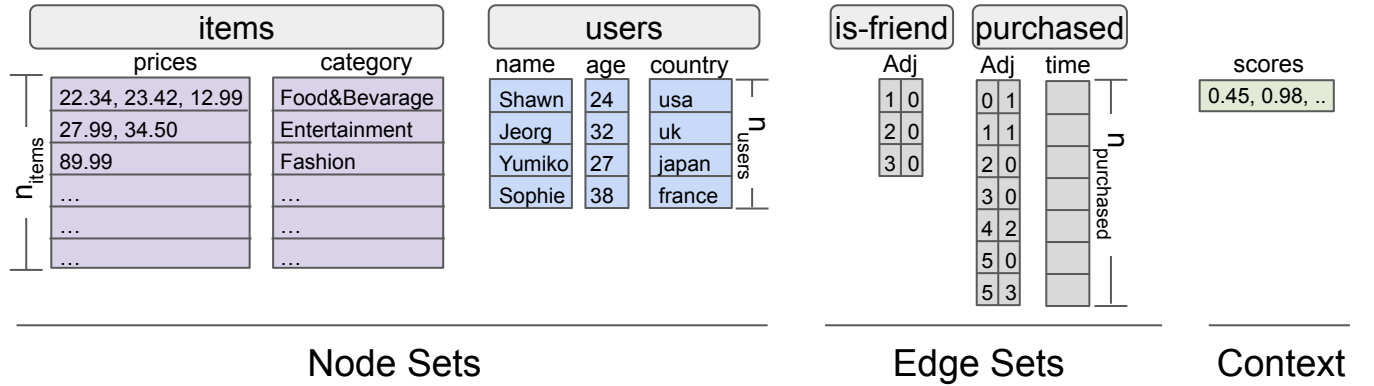 items users is-friend purchased
prices category name age country Adj Adj time scores
22.34, 23.42, 12.99 Food&Bevarage Shawn 24 usa 1 0 0 1 0.45, 0.98, ..
27.99, 34.50 Entertainment Jeorg 32 uk 2 0 1 1
89.99 Fashion Yumiko 27 japan 3 0 2 0
… … Sophie 38 france 3 0
… … 4 2
… … 5 0
5 3
n items
n users
n purchased
Node Sets Edge Sets Context